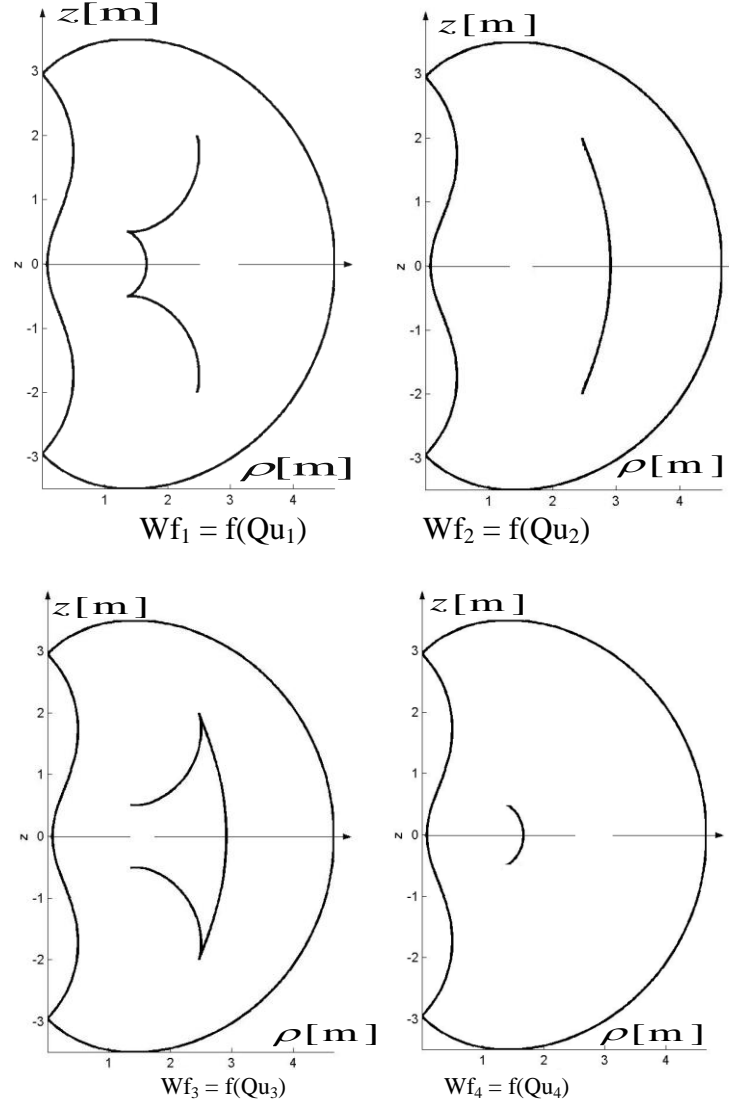 z[m]
3
2
1
z 0
-1
-2
-3
ρ[m]
1 2 3 4
Wf₁ = f(Qu₁)
z[m]
3
2
1
z 0
-1
-2
-3
ρ[m]
1 2 3 4
Wf₂ = f(Qu₂)
z[m]
3
2
1
z 0
-1
-2
-3
ρ[m]
1 2 3 4
Wf₃ = f(Qu₃)
z[m]
3
2
1
z 0
-1
-2
-3
ρ[m]
1 2 3 4
Wf₄ = f(Qu₄)